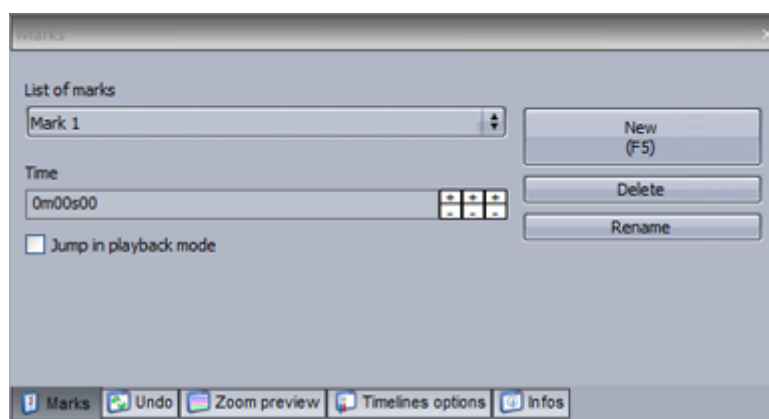 Marks
List of marks
Mark 1
New
(F5)
Time
Delete
0m00s00
Rename
Jump in playback mode
Marks Undo Zoom preview Timelines options Infos